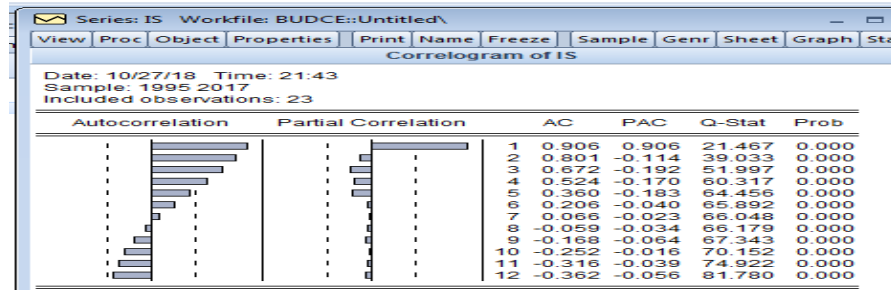 Series: IS Workfile: BUDCE::Untitled\
View Proc Object Properties Print Name Freeze Sample Genr Sheet Graph Sta
Correlogram of IS
Date: 10/27/18 Time: 21:43
Sample: 1995 2017
Included observations: 23
Autocorrelation Partial Correlation AC PAC Q-Stat Prob
1 0.906 0.906 21.467 0.000
2 0.801 -0.114 39.033 0.000
3 0.672 -0.192 51.997 0.000
4 0.524 -0.170 60.317 0.000
5 0.360 -0.183 64.456 0.000
6 0.206 -0.040 65.892 0.000
7 0.066 -0.023 66.048 0.000
8 -0.059 -0.034 66.179 0.000
9 -0.168 -0.064 67.343 0.000
10 -0.252 -0.016 70.152 0.000
11 -0.316 -0.039 74.922 0.000
12 -0.362 -0.056 81.780 0.000